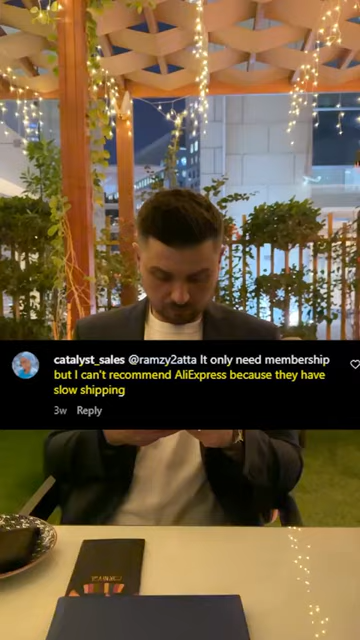 catalyst_sales @ramzy2atta It only need membership
but I can't recommend AliExpress because they have
slow shipping
3w Reply